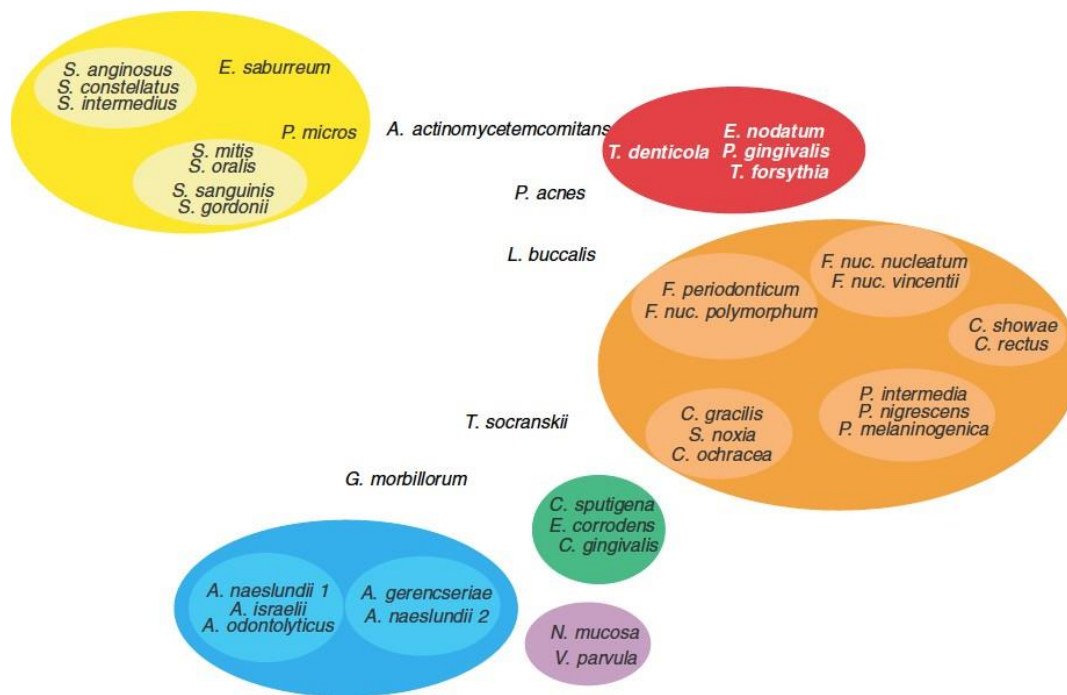 S. anginosus
S. constellatus
S. intermedius
E. saburreum
P. micros
S. mitis
S. oralis
S. sanguinis
S. gordonii
A. actinomycetemcomitans
P. acnes
L. buccalis
T. denticola
E. nodatum
P. gingivalis
T. forsythia
F. periodonticum
F. nuc. polymorphum
F. nuc. nucleatum
F. nuc. vincentii
C. showae
C. rectus
P. intermedia
P. nigrescens
P. melaninogenica
C. gracilis
S. noxia
C. ochracea
T. socranskii
G. morbillorum
C. sputigena
E. corrodens
C. gingivalis
A. naeslundii 1
A. israelii
A. odontolyticus
A. gerencseriae
A. naeslundii 2
N. mucosa
V. parvula